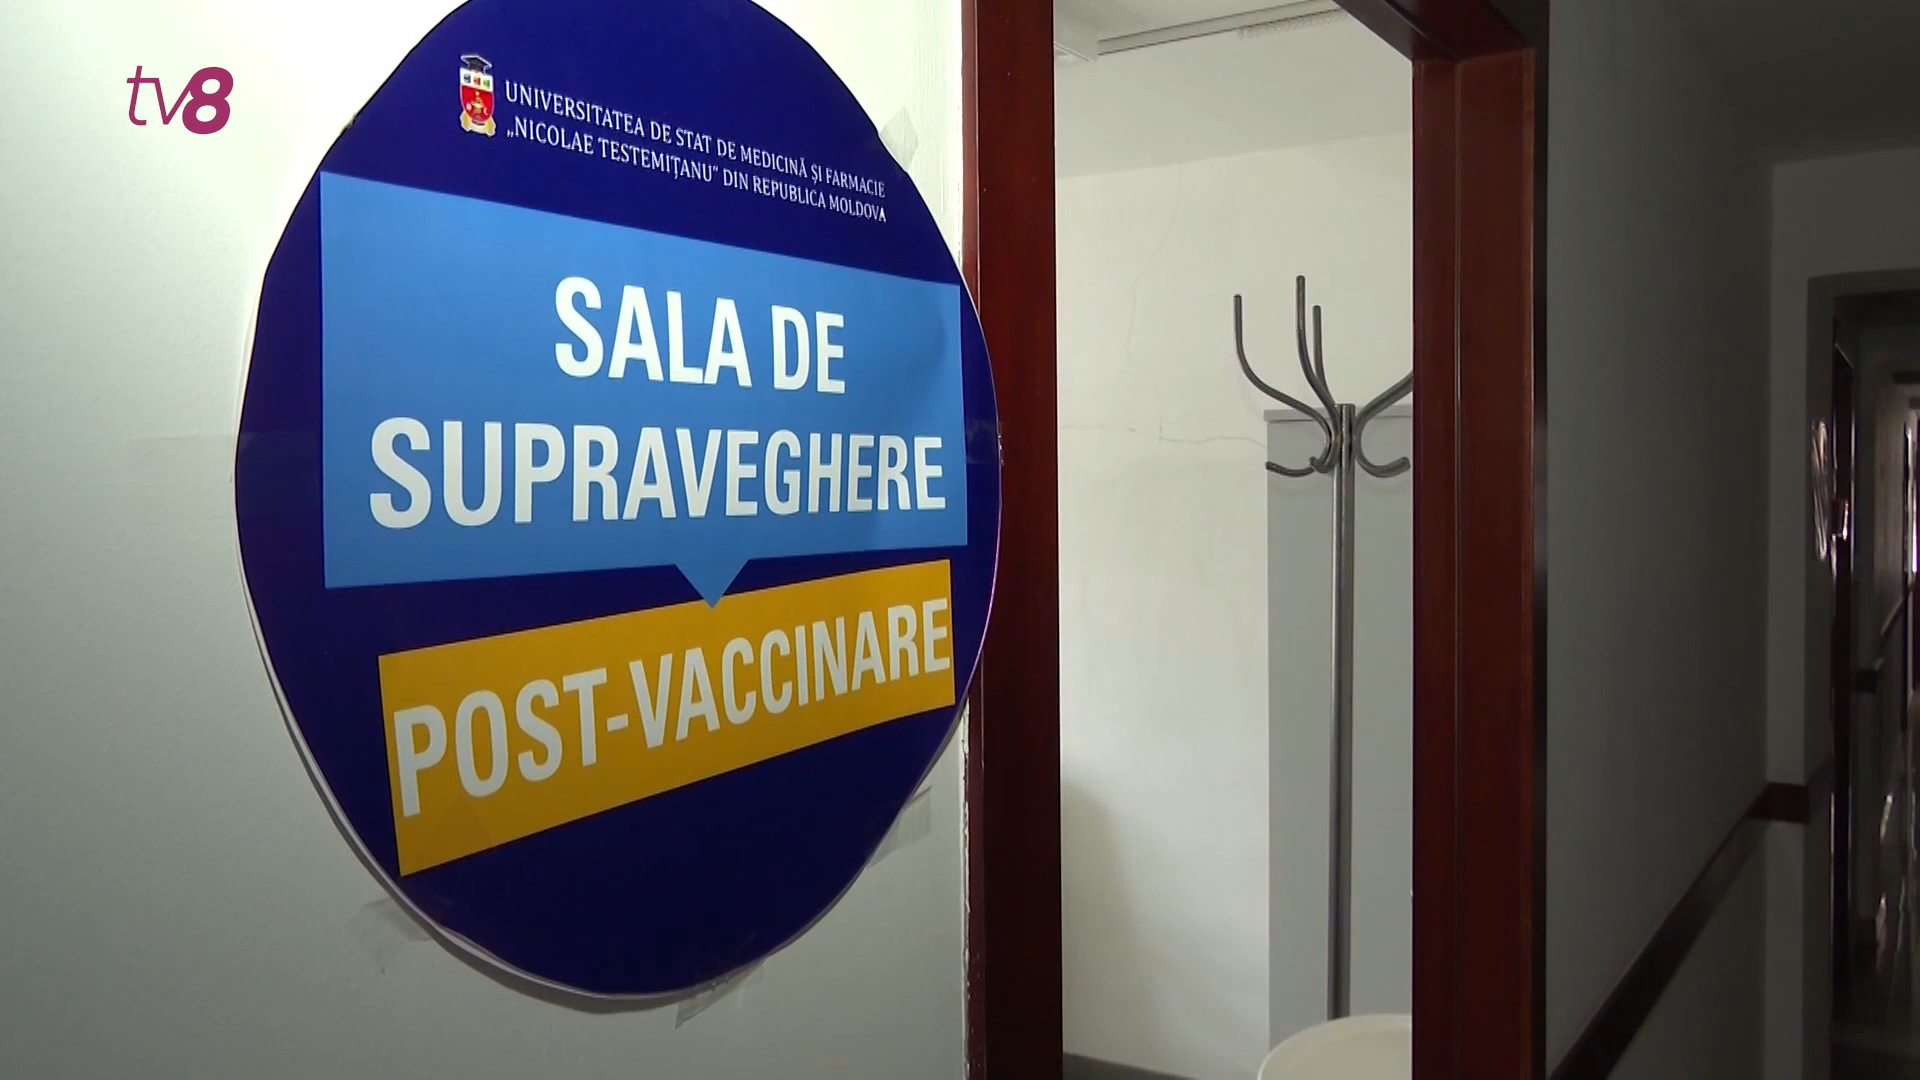 tv8
UNIVERSITATEA DE STAT DE MEDICINĂ ȘI FARMACIE
„NICOLAE TESTEMIȚANU" DIN REPUBLICA MOLDOVA
SALA DE
SUPRAVEGHERE
POST-VACCINARE